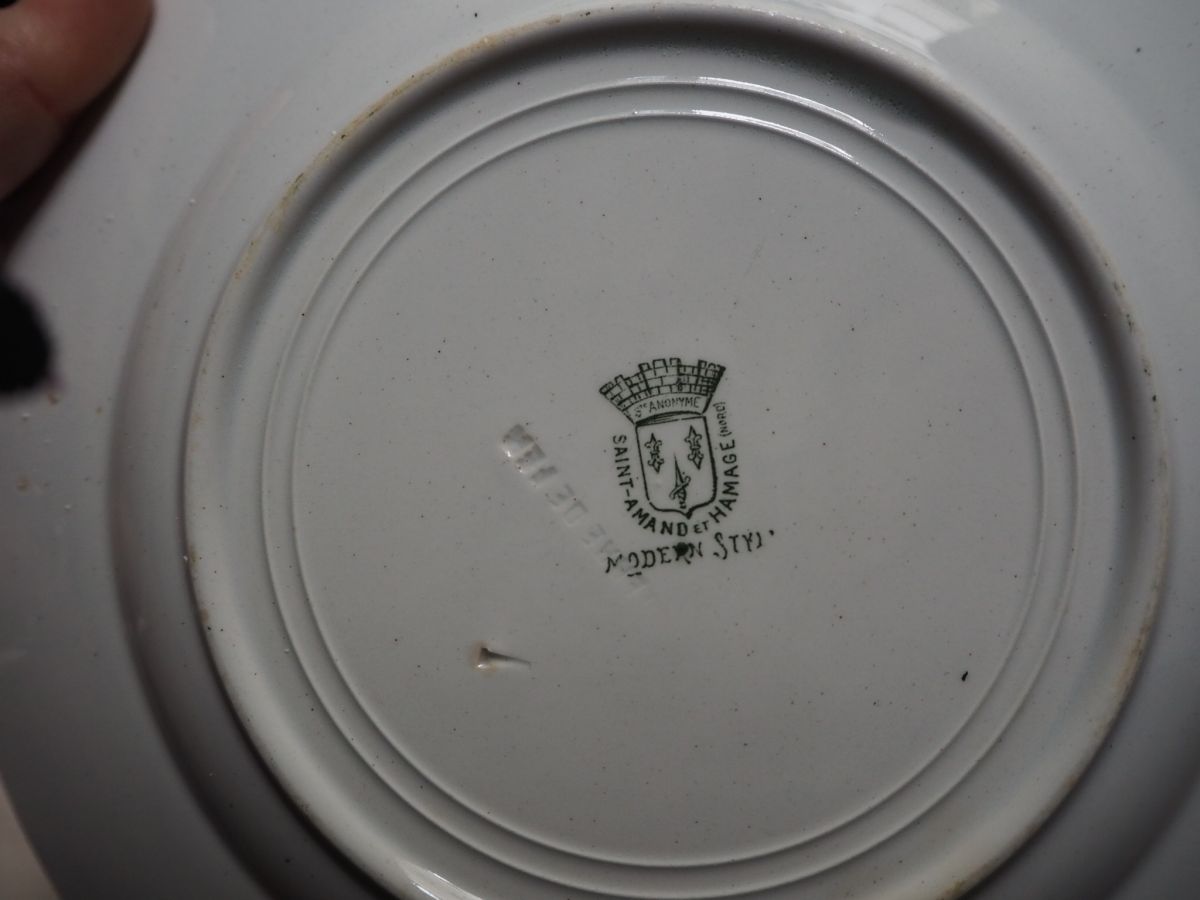 Sté ANONYME
SAINT-AMAND ET HAMAGE (NORD)
MODERN STYL